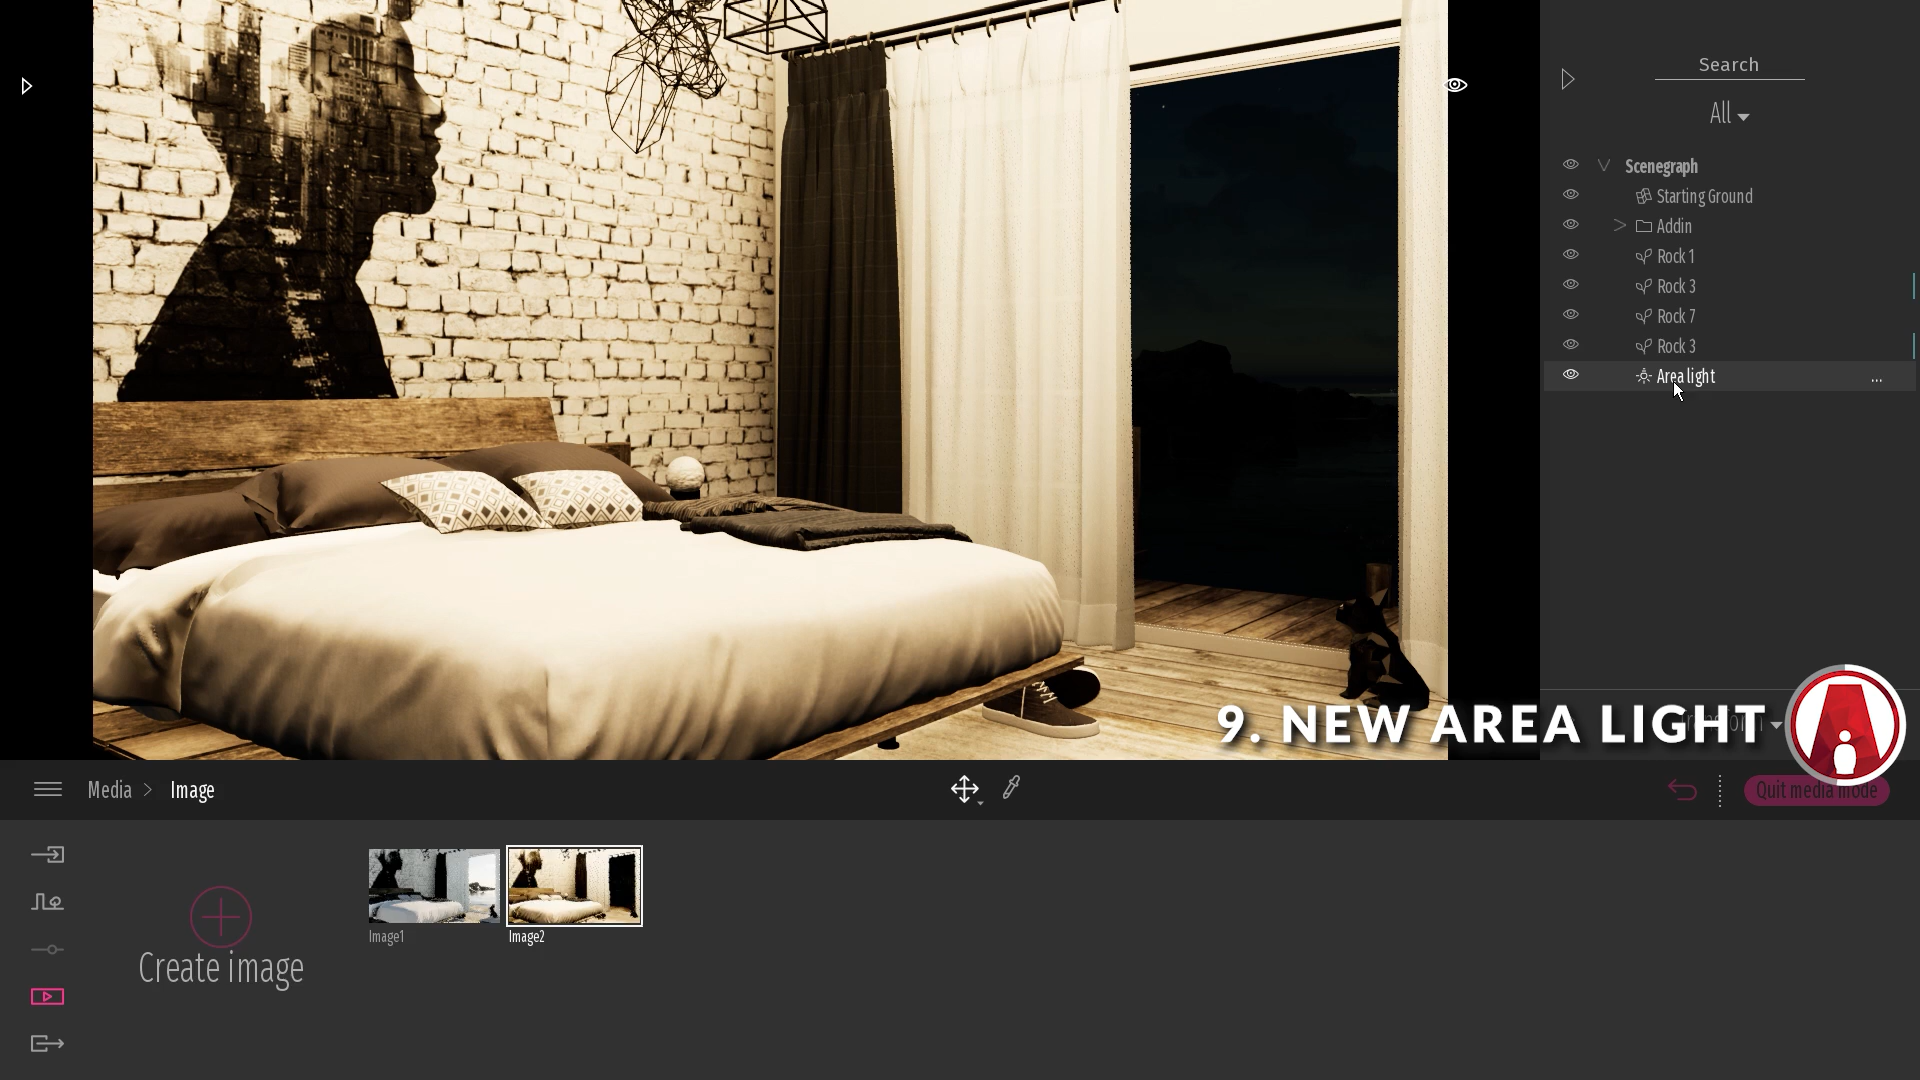 Search
All
Scenegraph
Starting Ground
Addin
Rock 1
Rock 3
Rock 7
Rock 3
Area light
...
9. NEW AREA LIGHT
Media > Image
Quit media mode
Create image
Image1
Image2